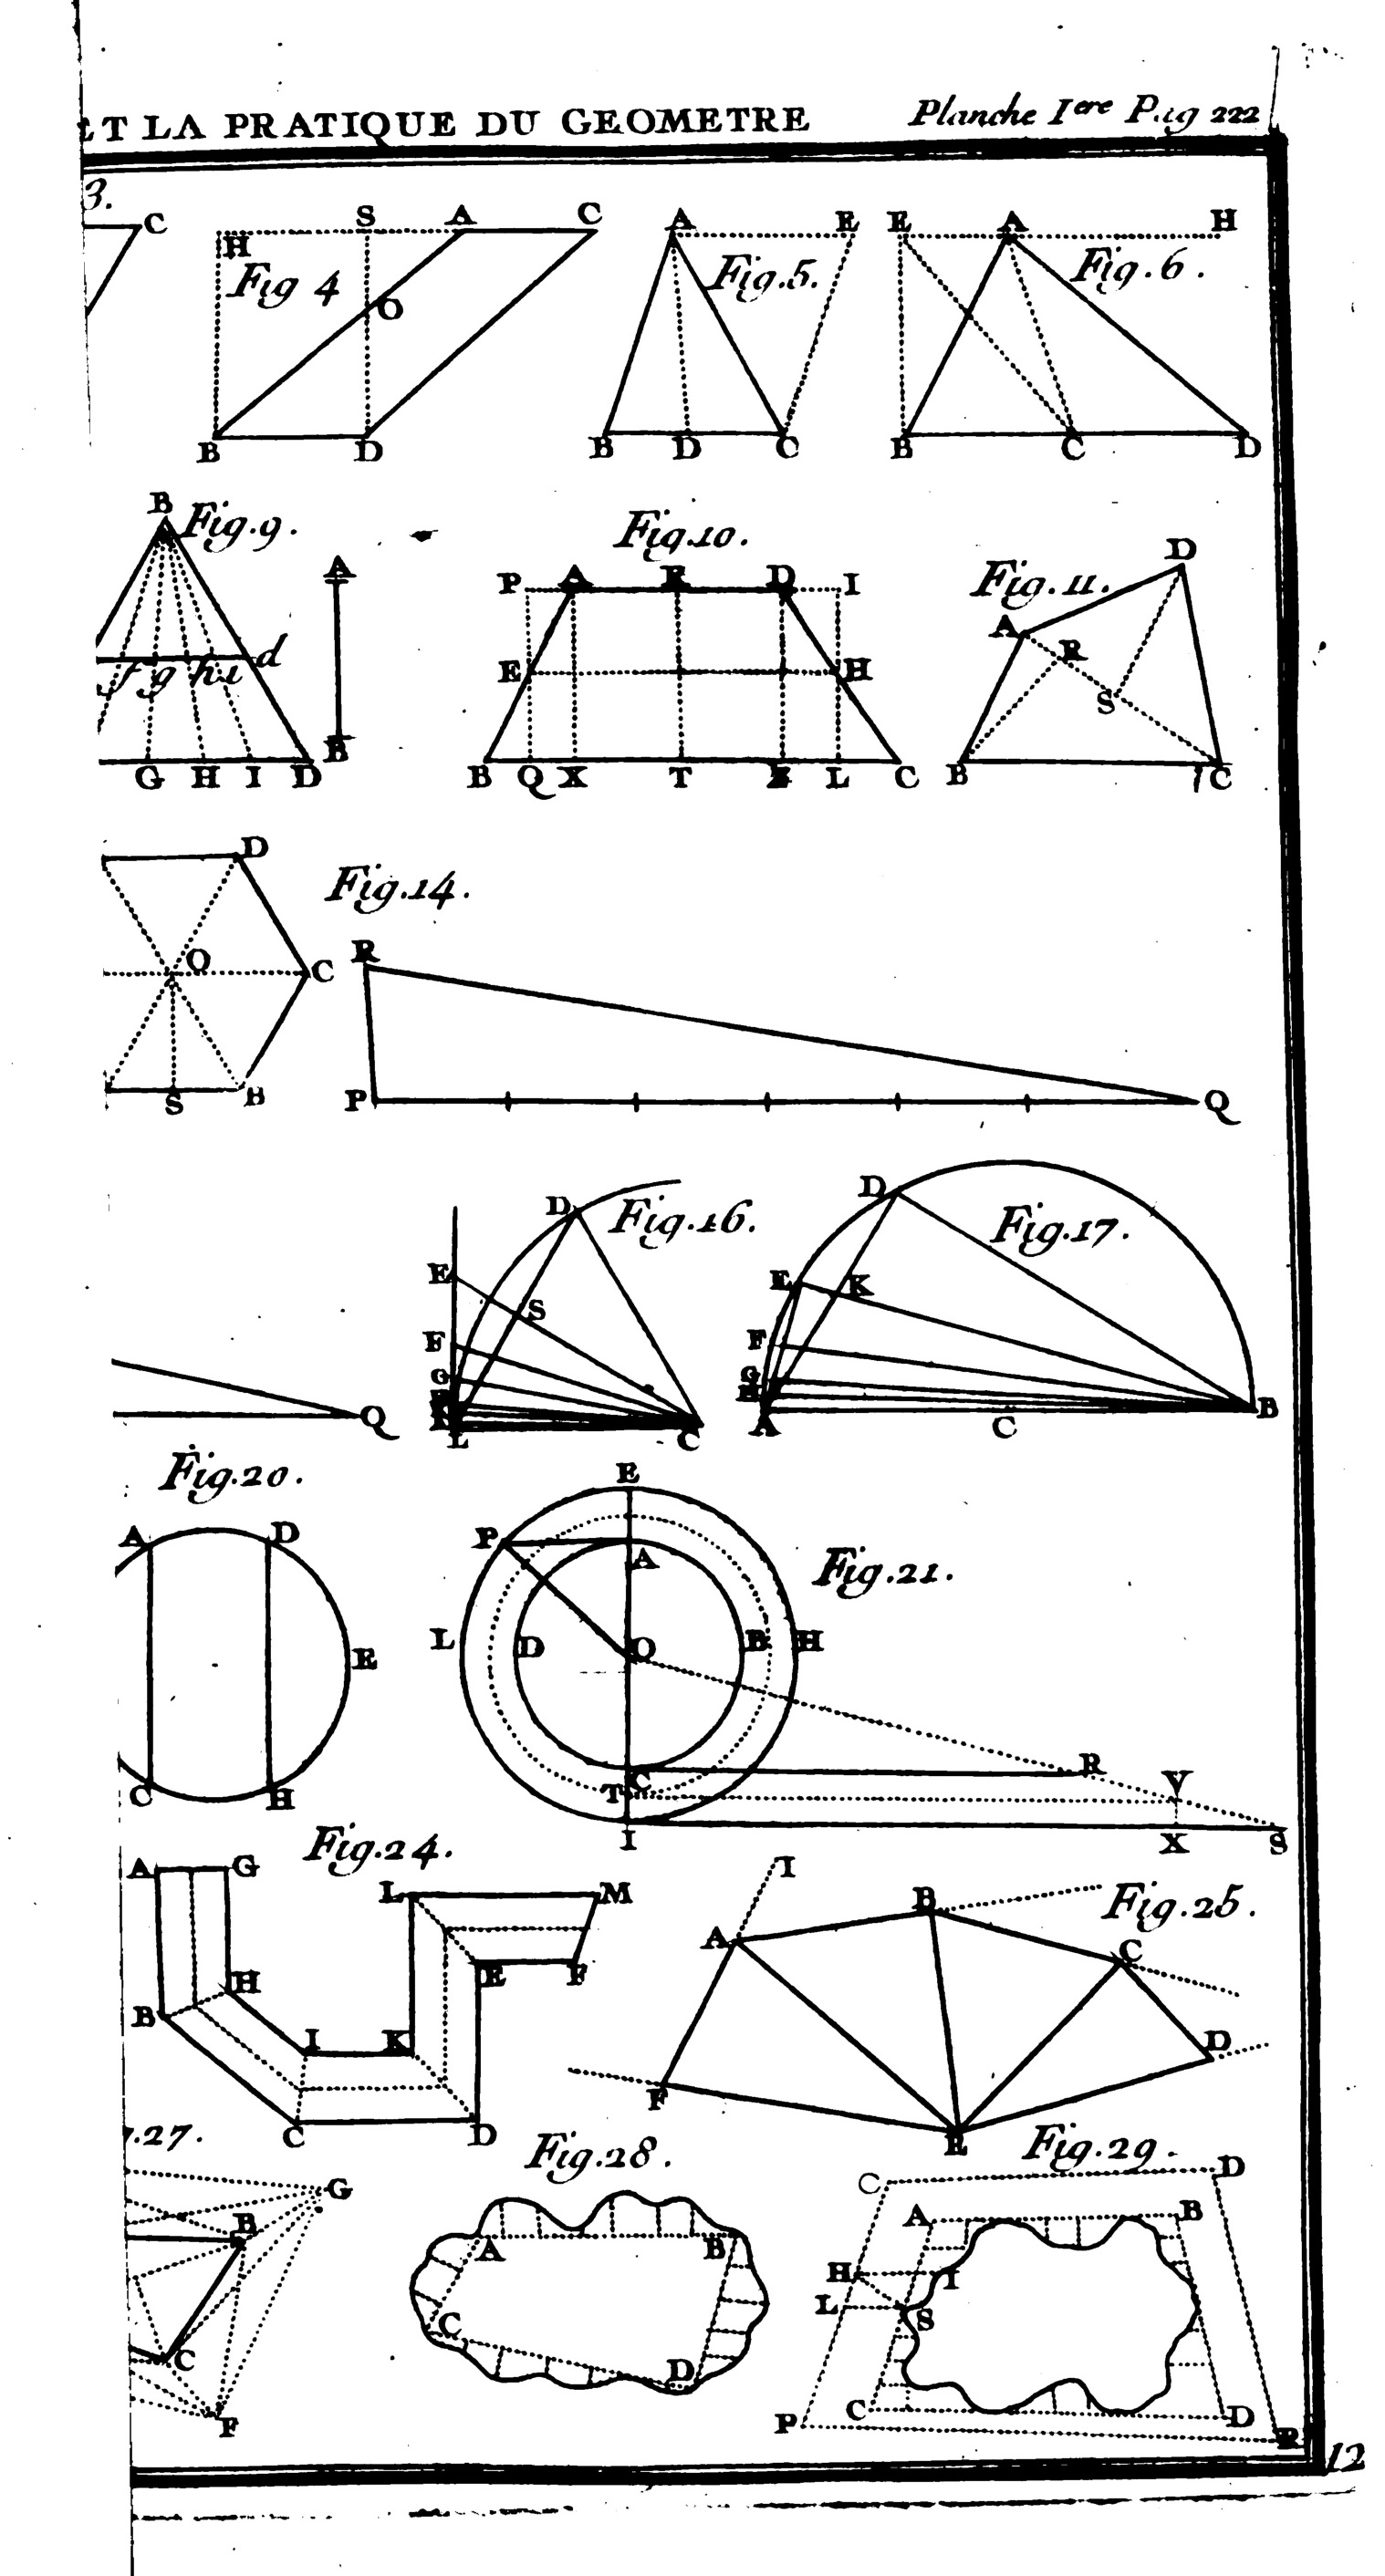 ET LA PRATIQUE DU GEOMETRE Planche Iere Pag 222
3.
C
H S A C
Fig 4
O
B D
A E
Fig.5.
B D C
E A H
Fig.6.
B C D
B
Fig.9.
A
f g h i d
B
G H I D
Fig.10.
P A D I
E H
B Q X T L C
Fig.11.
D
A R
S
B C
D
Fig.14.
O C
S B
R
P Q
Q
Fig.16.
D
E S
F
G
L C
Fig.17.
D
E K
F
G
H
A C B
Fig.20.
A D
E
C H
Fig.21.
E
P A
L D O B H
C R
T V
I X S
Fig.24.
A G
L M
H E F
B I K
C D
Fig.25.
I
A B C
D
F
.27.
G
B
C
F
Fig.28.
A B
C
D
Fig.29.
C D
A B
H I
L S
C D
P
12